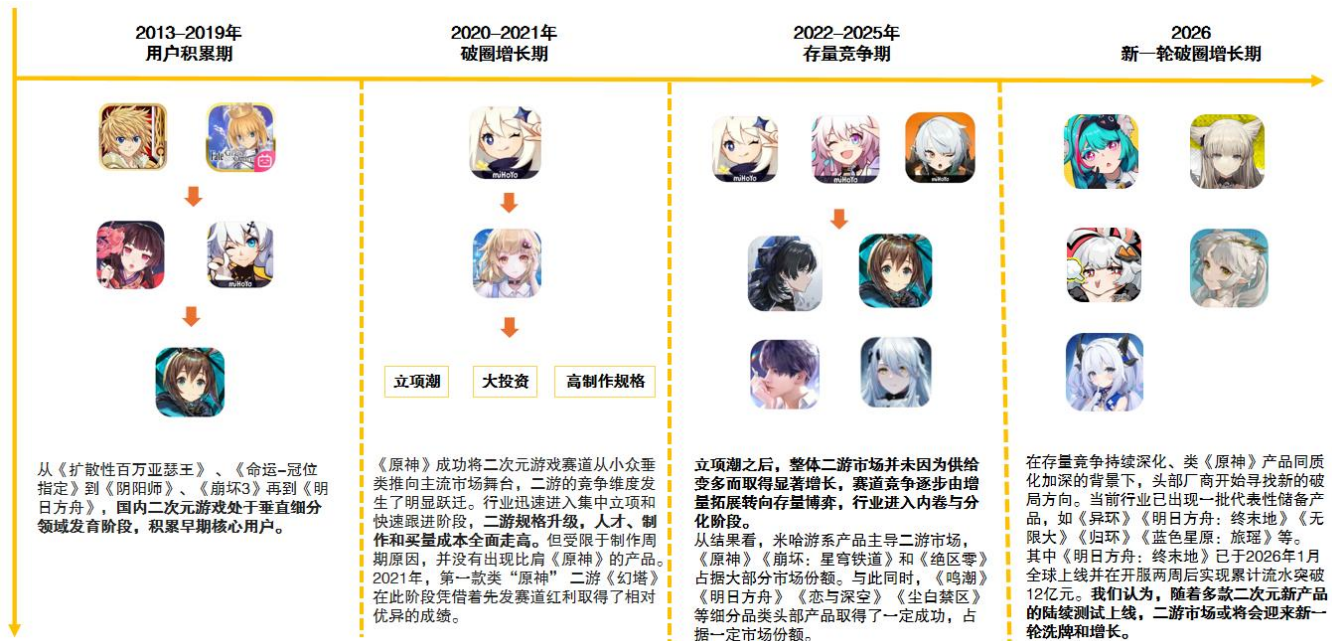 2013–2019年
用户积累期
2020–2021年
破圈增长期
2022–2025年
存量竞争期
2026
新一轮破圈增长期
miHoYo
miHoYo
miHoYo
miHoYo
miHoYo
立项潮
大投资
高制作规格
从《扩散性百万亚瑟王》、《命运–冠位
指定》到《阴阳师》、《崩坏3》再到《明
日方舟》，国内二次元游戏处于垂直细分
领域发育阶段，积累早期核心用户。
《原神》成功将二次元游戏赛道从小众垂
类推向主流市场舞台，二游的竞争维度发
生了明显跃迁。行业迅速进入集中立项和
快速跟进阶段，二游规格升级，人才、制
作和买量成本全面走高。但受限于制作周
期原因，并没有出现比肩《原神》的产品。
2021年，第一款类“原神” 二游《幻塔》
在此阶段凭借着先发赛道红利取得了相对
优异的成绩。
立项潮之后，整体二游市场并未因为供给
变多而取得显著增长，赛道竞争逐步由增
量拓展转向存量博弈，行业进入内卷与分
化阶段。
从结果看，米哈游系产品主导二游市场，
《原神》《崩坏：星穹铁道》和《绝区零》
占据大部分市场份额。与此同时，《鸣潮》
《明日方舟》《恋与深空》《尘白禁区》
等细分品类头部产品取得了一定成功，占
据一定市场份额。
在存量竞争持续深化、类《原神》产品同质
化加深的背景下，头部厂商开始寻找新的破
局方向。当前行业已出现一批代表性储备产
品，如《异环》《明日方舟：终末地》《无
限大》《归环》《蓝色星原：旅谣》等。
其中《明日方舟：终末地》已于2026年1月
全球上线并在开服两周后实现累计流水突破
12亿元。我们认为，随着多款二次元新产品
的陆续测试上线，二游市场或将会迎来新一
轮洗牌和增长。